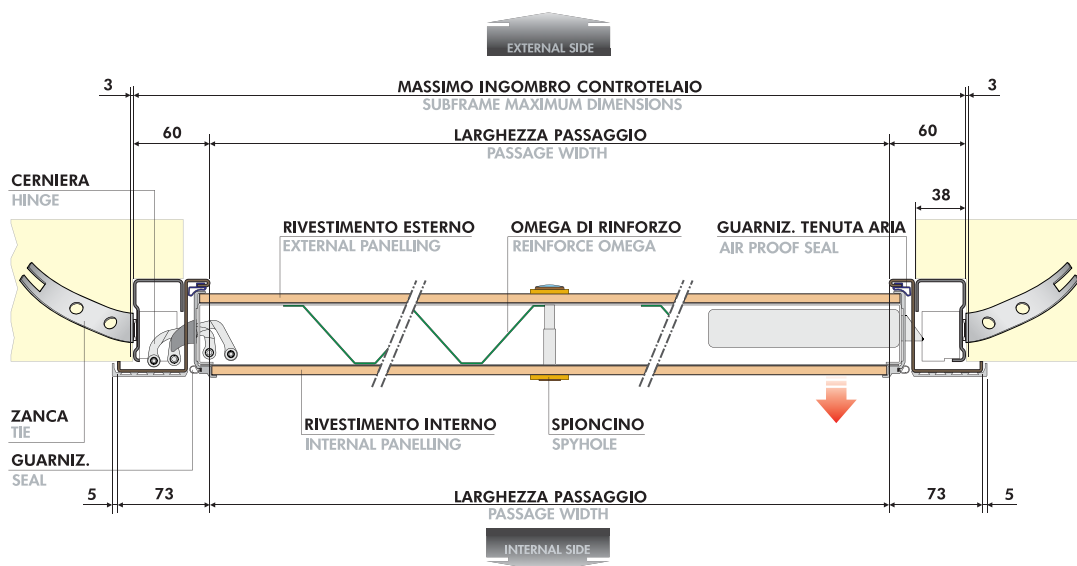 EXTERNAL SIDE
3
MASSIMO INGOMBRO CONTROTELAIO
3
SUBFRAME MAXIMUM DIMENSIONS
60
LARGHEZZA PASSAGGIO
60
PASSAGE WIDTH
CERNIERA
HINGE
38
RIVESTIMENTO ESTERNO
EXTERNAL PANELLING
OMEGA DI RINFORZO
REINFORCE OMEGA
GUARNIZ. TENUTA ARIA
AIR PROOF SEAL
ZANCA
TIE
RIVESTIMENTO INTERNO
INTERNAL PANELLING
SPIONCINO
SPYHOLE
GUARNIZ.
SEAL
5
73
LARGHEZZA PASSAGGIO
73
5
PASSAGE WIDTH
INTERNAL SIDE